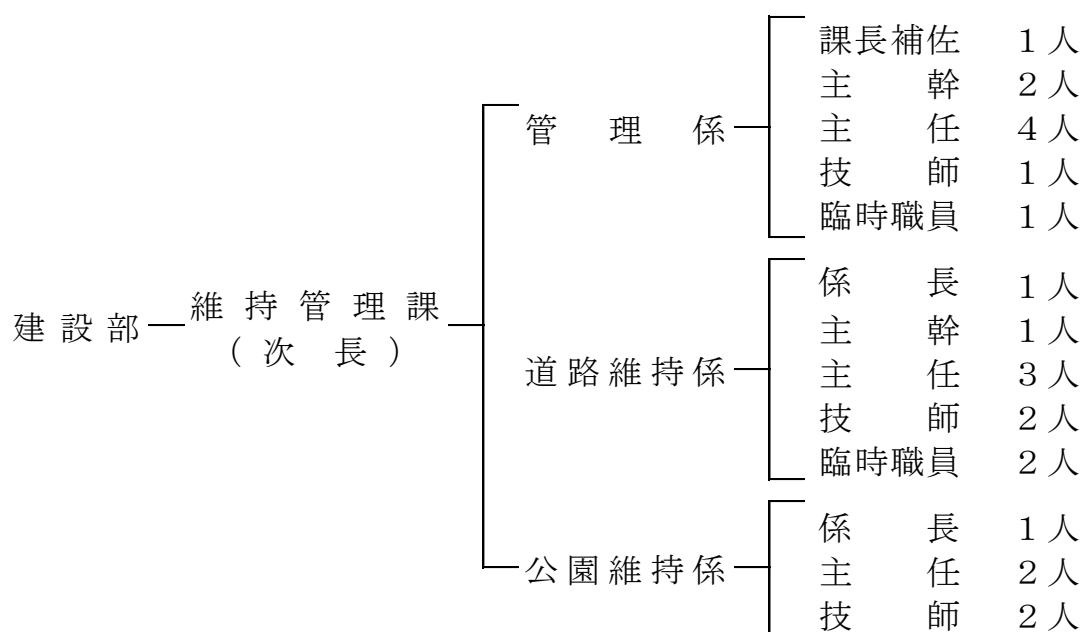 建設部
維持管理課
(次長)
管理係
課長補佐 1人
主幹 2人
主任 4人
技師 1人
臨時職員 1人
道路維持係
係長 1人
主幹 1人
主任 3人
技師 2人
臨時職員 2人
公園維持係
係長 1人
主任 2人
技師 2人